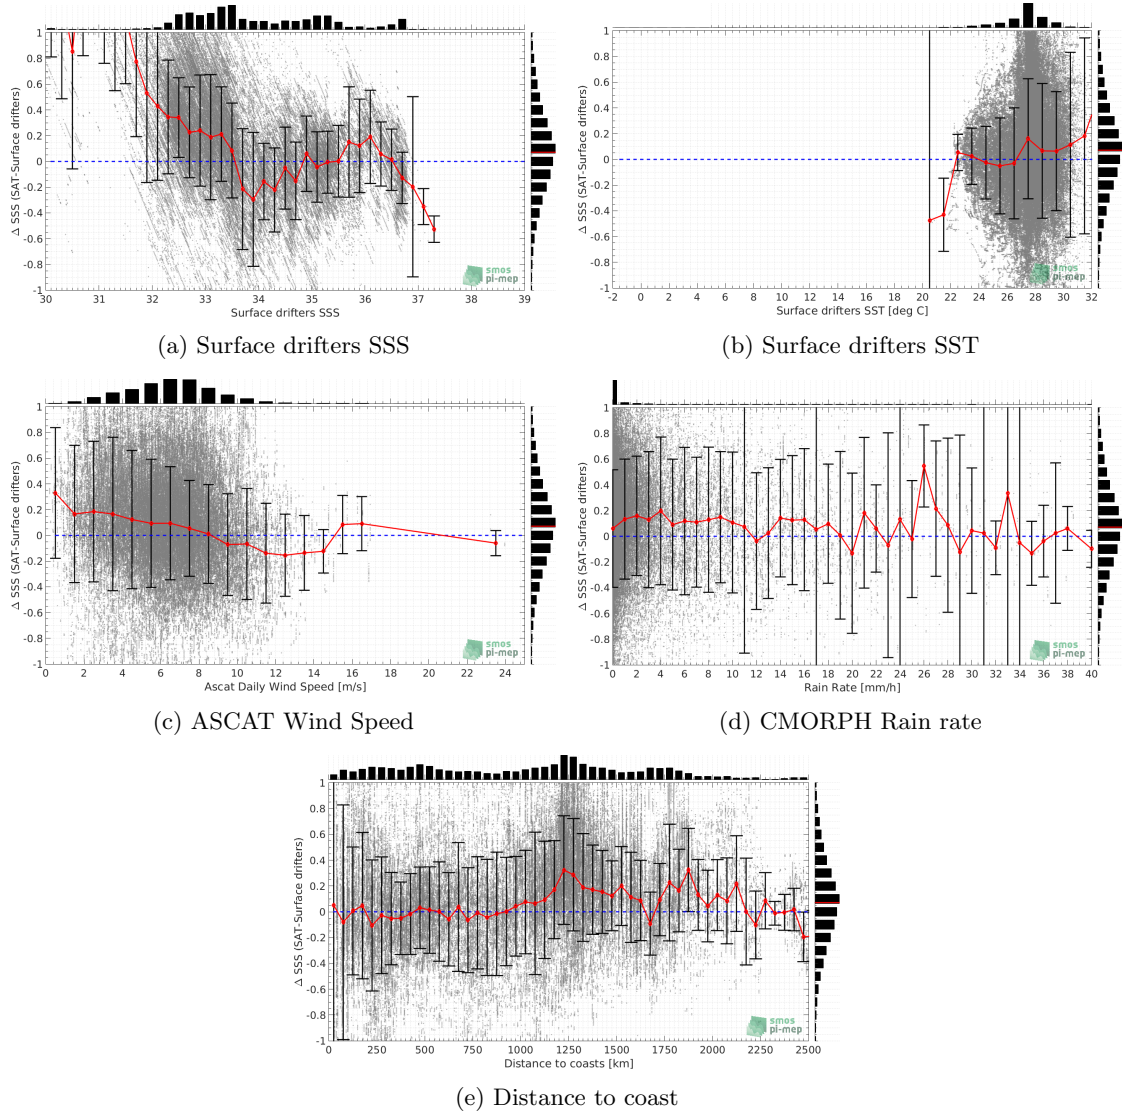 1
0.8
0.6
0.4
0.2
0
-0.2
-0.4
-0.6
-0.8
-1
Δ SSS (SAT-Surface drifters)
smos
pi-mep
30 31 32 33 34 35 36 37 38 39
Surface drifters SSS
(a) Surface drifters SSS
1
0.8
0.6
0.4
0.2
0
-0.2
-0.4
-0.6
-0.8
-1
Δ SSS (SAT-Surface drifters)
smos
pi-mep
-2 0 2 4 6 8 10 12 14 16 18 20 22 24 26 28 30 32
Surface drifters SST [deg C]
(b) Surface drifters SST
1
0.8
0.6
0.4
0.2
0
-0.2
-0.4
-0.6
-0.8
-1
Δ SSS (SAT-Surface drifters)
smos
pi-mep
0 2 4 6 8 10 12 14 16 18 20 22 24
Ascat Daily Wind Speed [m/s]
(c) ASCAT Wind Speed
1
0.8
0.6
0.4
0.2
0
-0.2
-0.4
-0.6
-0.8
-1
Δ SSS (SAT-Surface drifters)
smos
pi-mep
0 2 4 6 8 10 12 14 16 18 20 22 24 26 28 30 32 34 36 38 40
Rain Rate [mm/h]
(d) CMORPH Rain rate
1
0.8
0.6
0.4
0.2
0
-0.2
-0.4
-0.6
-0.8
-1
Δ SSS (SAT-Surface drifters)
smos
pi-mep
0 250 500 750 1000 1250 1500 1750 2000 2250 2500
Distance to coasts [km]
(e) Distance to coast